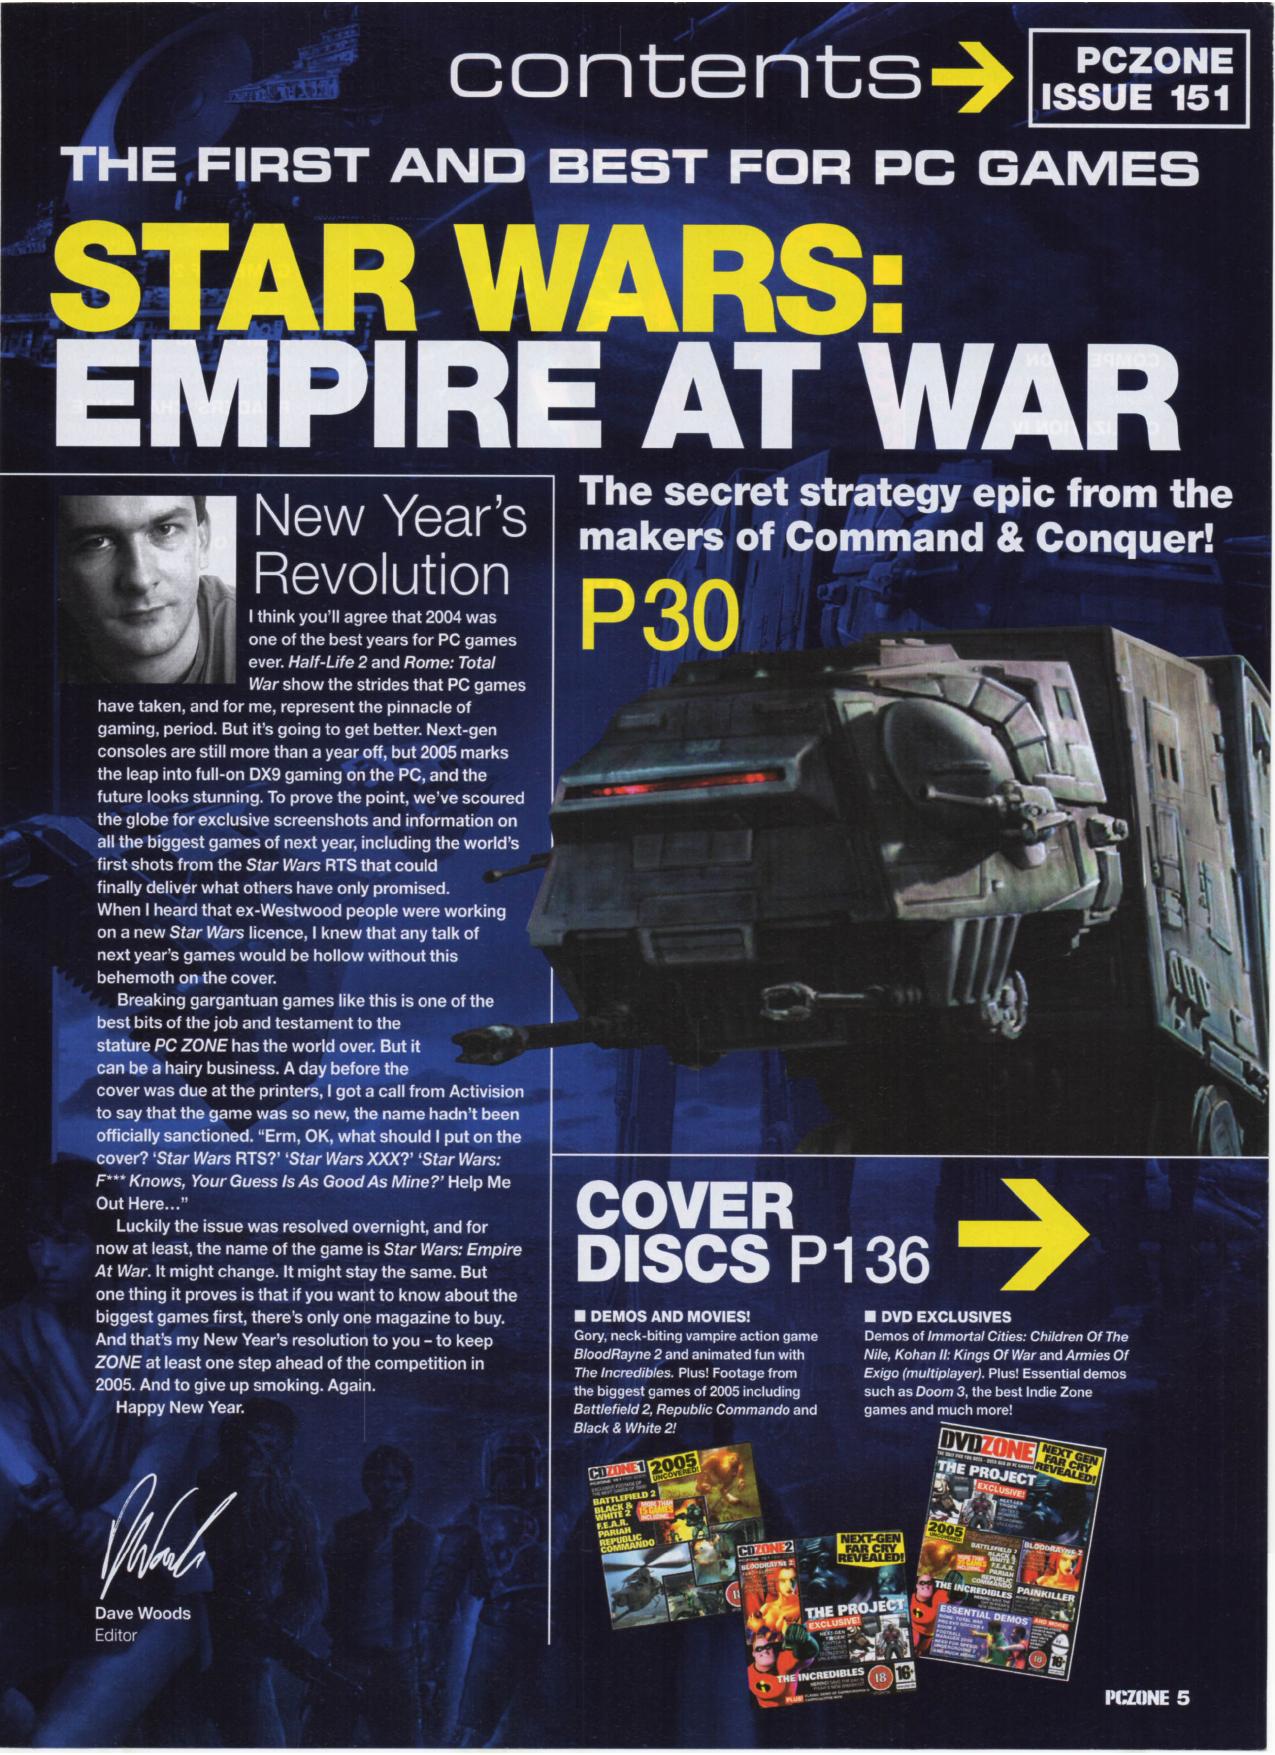 contents
PCZONE
ISSUE 151
THE FIRST AND BEST FOR PC GAMES
STAR WARS:
EMPIRE AT WAR
New Year's
Revolution
I think you'll agree that 2004 was
one of the best years for PC games
ever. Half-Life 2 and Rome: Total
War show the strides that PC games
have taken, and for me, represent the pinnacle of
gaming, period. But it's going to get better. Next-gen
consoles are still more than a year off, but 2005 marks
the leap into full-on DX9 gaming on the PC, and the
future looks stunning. To prove the point, we've scoured
the globe for exclusive screenshots and information on
all the biggest games of next year, including the world's
first shots from the Star Wars RTS that could
finally deliver what others have only promised.
When I heard that ex-Westwood people were working
on a new Star Wars licence, I knew that any talk of
next year's games would be hollow without this
behemoth on the cover.
Breaking gargantuan games like this is one of the
best bits of the job and testament to the
stature PC ZONE has the world over. But it
can be a hairy business. A day before the
cover was due at the printers, I got a call from Activision
to say that the game was so new, the name hadn't been
officially sanctioned. "Erm, OK, what should I put on the
cover? 'Star Wars RTS?' 'Star Wars XXX?' 'Star Wars:
F*** Knows, Your Guess Is As Good As Mine?' Help Me
Out Here..."
Luckily the issue was resolved overnight, and for
now at least, the name of the game is Star Wars: Empire
At War. It might change. It might stay the same. But
one thing it proves is that if you want to know about the
biggest games first, there's only one magazine to buy.
And that's my New Year's resolution to you – to keep
ZONE at least one step ahead of the competition in
2005. And to give up smoking. Again.
Happy New Year.
Dave Woods
Editor
The secret strategy epic from the
makers of Command & Conquer!
P30
COVER
DISCS P136
■ DEMOS AND MOVIES!
Gory, neck-biting vampire action game
BloodRayne 2 and animated fun with
The Incredibles. Plus! Footage from
the biggest games of 2005 including
Battlefield 2, Republic Commando and
Black & White 2!
■ DVD EXCLUSIVES
Demos of Immortal Cities: Children Of The
Nile, Kohan II: Kings Of War and Armies Of
Exigo (multiplayer). Plus! Essential demos
such as Doom 3, the best Indie Zone
games and much more!
CDZONE1
2005
UNCOVERED!
BATTLEFIELD 2
BLACK &
WHITE 2
F.E.A.R.
PARIAH
REPUBLIC
COMMANDO
MORE THAN
15 GAMES
INCLUDING...
CDZONE2
BLOODRAYNE 2
NEXT-GEN
FAR CRY
REVEALED!
THE PROJECT
EXCLUSIVE!
THE INCREDIBLES
PLUS!
18
16+
DVDZONE
NEXT GEN
FAR CRY
REVEALED!
THE PROJECT
EXCLUSIVE!
2005
UNCOVERED!
BATTLEFIELD 2
BLACK &
WHITE 2
F.E.A.R.
PARIAH
REPUBLIC
COMMANDO
BLOODRAYNE 2
THE INCREDIBLES
PAINKILLER
ESSENTIAL DEMOS
AND MORE!
18
16+
PCZONE 5